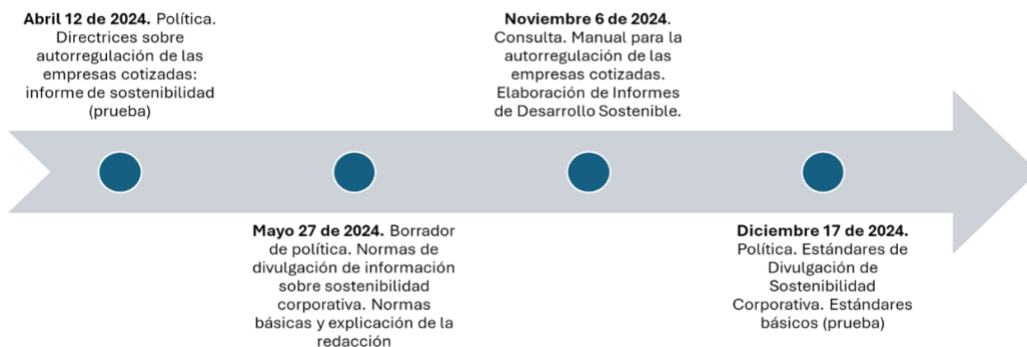 Abril 12 de 2024. Política.
Directrices sobre
autorregulación de las
empresas cotizadas:
informe de sostenibilidad
(prueba)
Mayo 27 de 2024. Borrador
de política. Normas de
divulgación de información
sobre sostenibilidad
corporativa. Normas
básicas y explicación de la
redacción
Noviembre 6 de 2024.
Consulta. Manual para la
autorregulación de las
empresas cotizadas.
Elaboración de Informes
de Desarrollo Sostenible.
Diciembre 17 de 2024.
Política. Estándares de
Divulgación de
Sostenibilidad
Corporativa. Estándares
básicos (prueba)